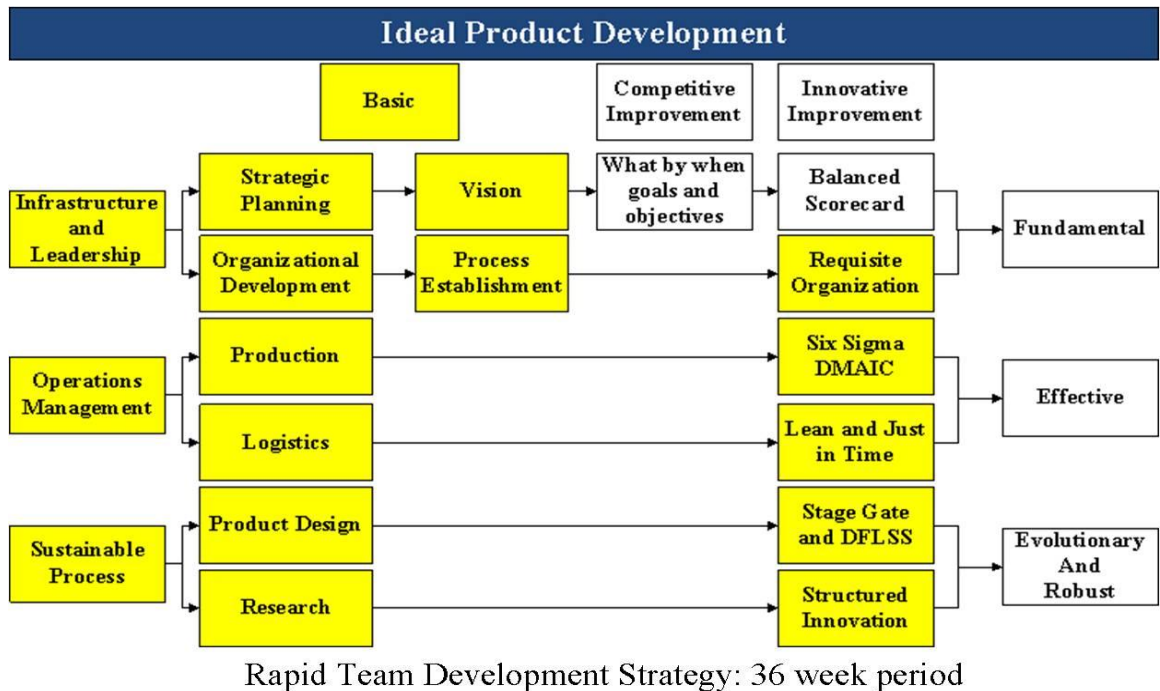 Ideal Product Development
Basic
Competitive
Improvement
Innovative
Improvement
Infrastructure
and
Leadership
Strategic
Planning
Vision
What by when
goals and
objectives
Balanced
Scorecard
Organizational
Development
Process
Establishment
Requisite
Organization
Fundamental
Operations
Management
Production
Six Sigma
DMAIC
Logistics
Lean and Just
in Time
Effective
Sustainable
Process
Product Design
Stage Gate
and DFLSS
Research
Structured
Innovation
Evolutionary
And
Robust
Rapid Team Development Strategy: 36 week period